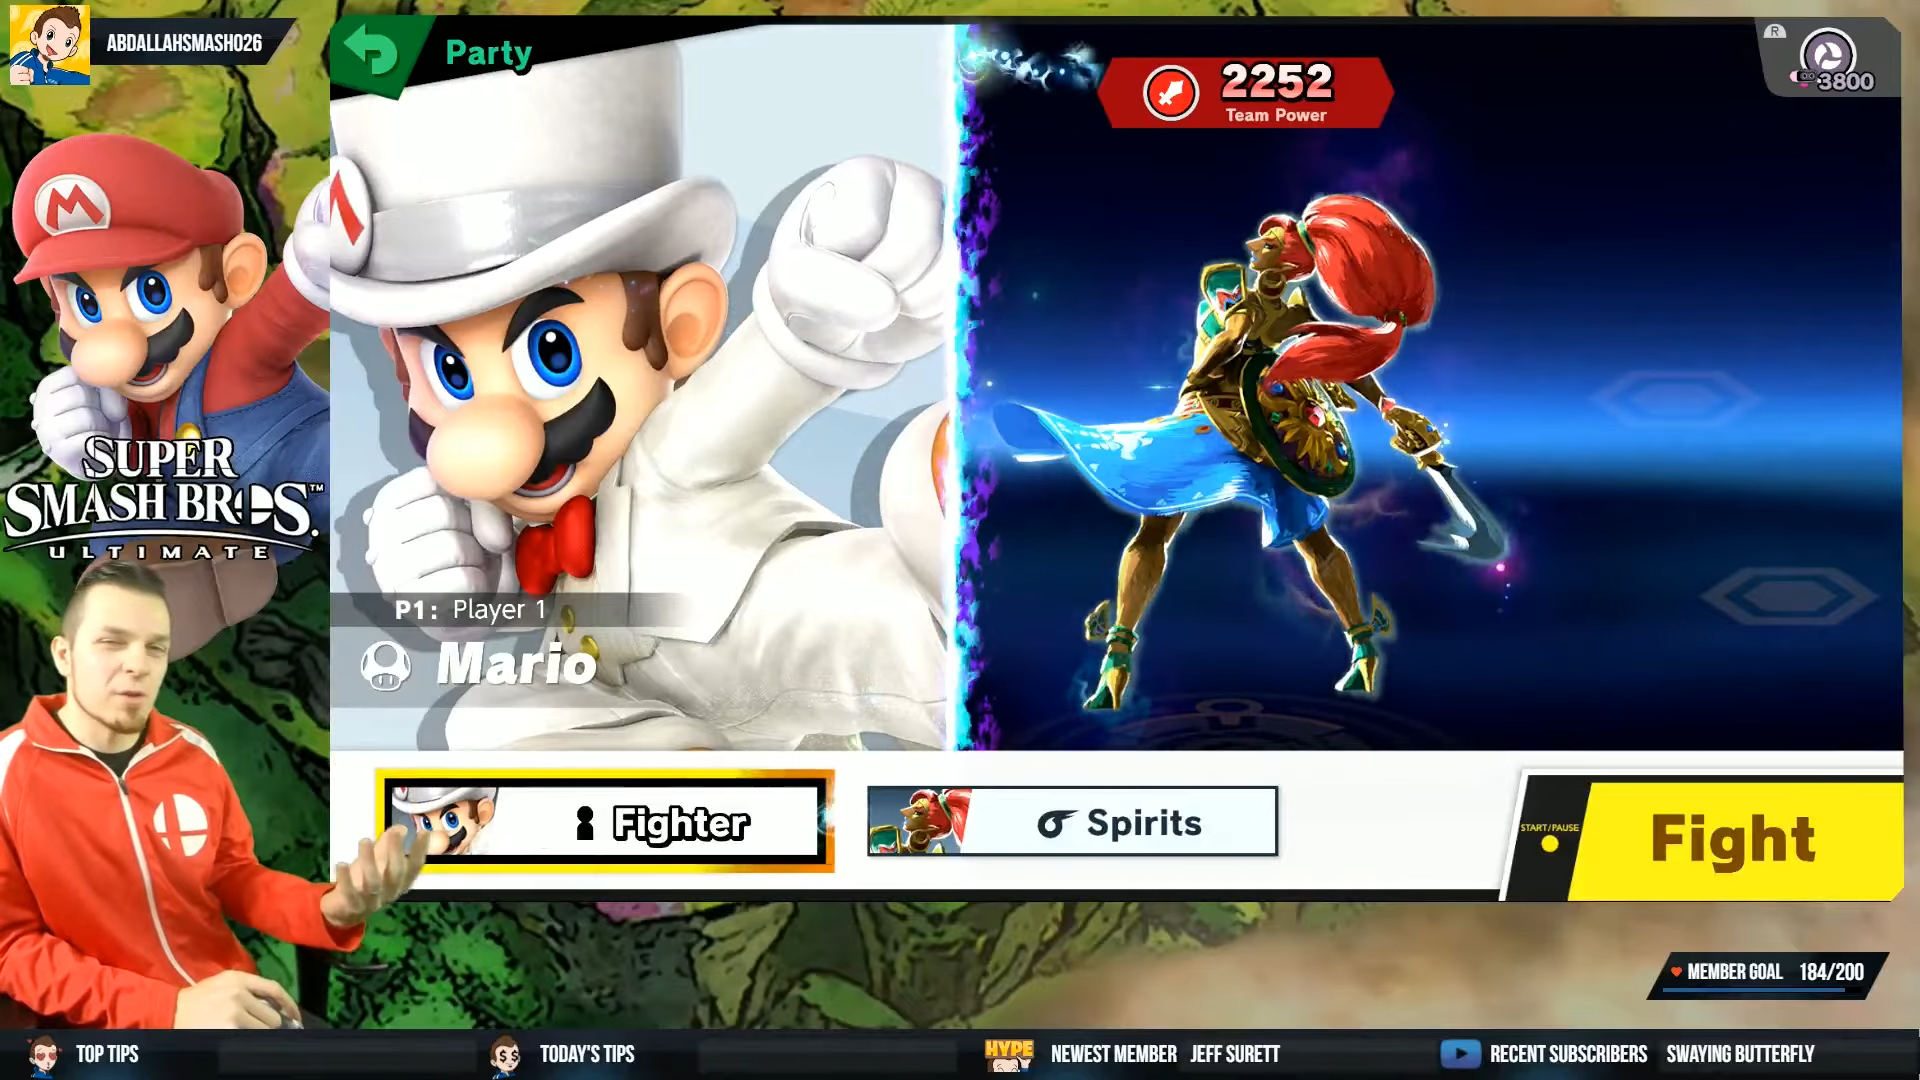 ABDALLAHSMASH026
Party
2252
Team Power
R
3800
M
SUPER
SMASH BROS.™
ULTIMATE
P1: Player 1
Mario
Fighter
Spirits
START/PAUSE
Fight
MEMBER GOAL 184/200
TOP TIPS
TODAY'S TIPS
HYPE
NEWEST MEMBER JEFF SURETT
RECENT SUBSCRIBERS SWAYING BUTTERFLY